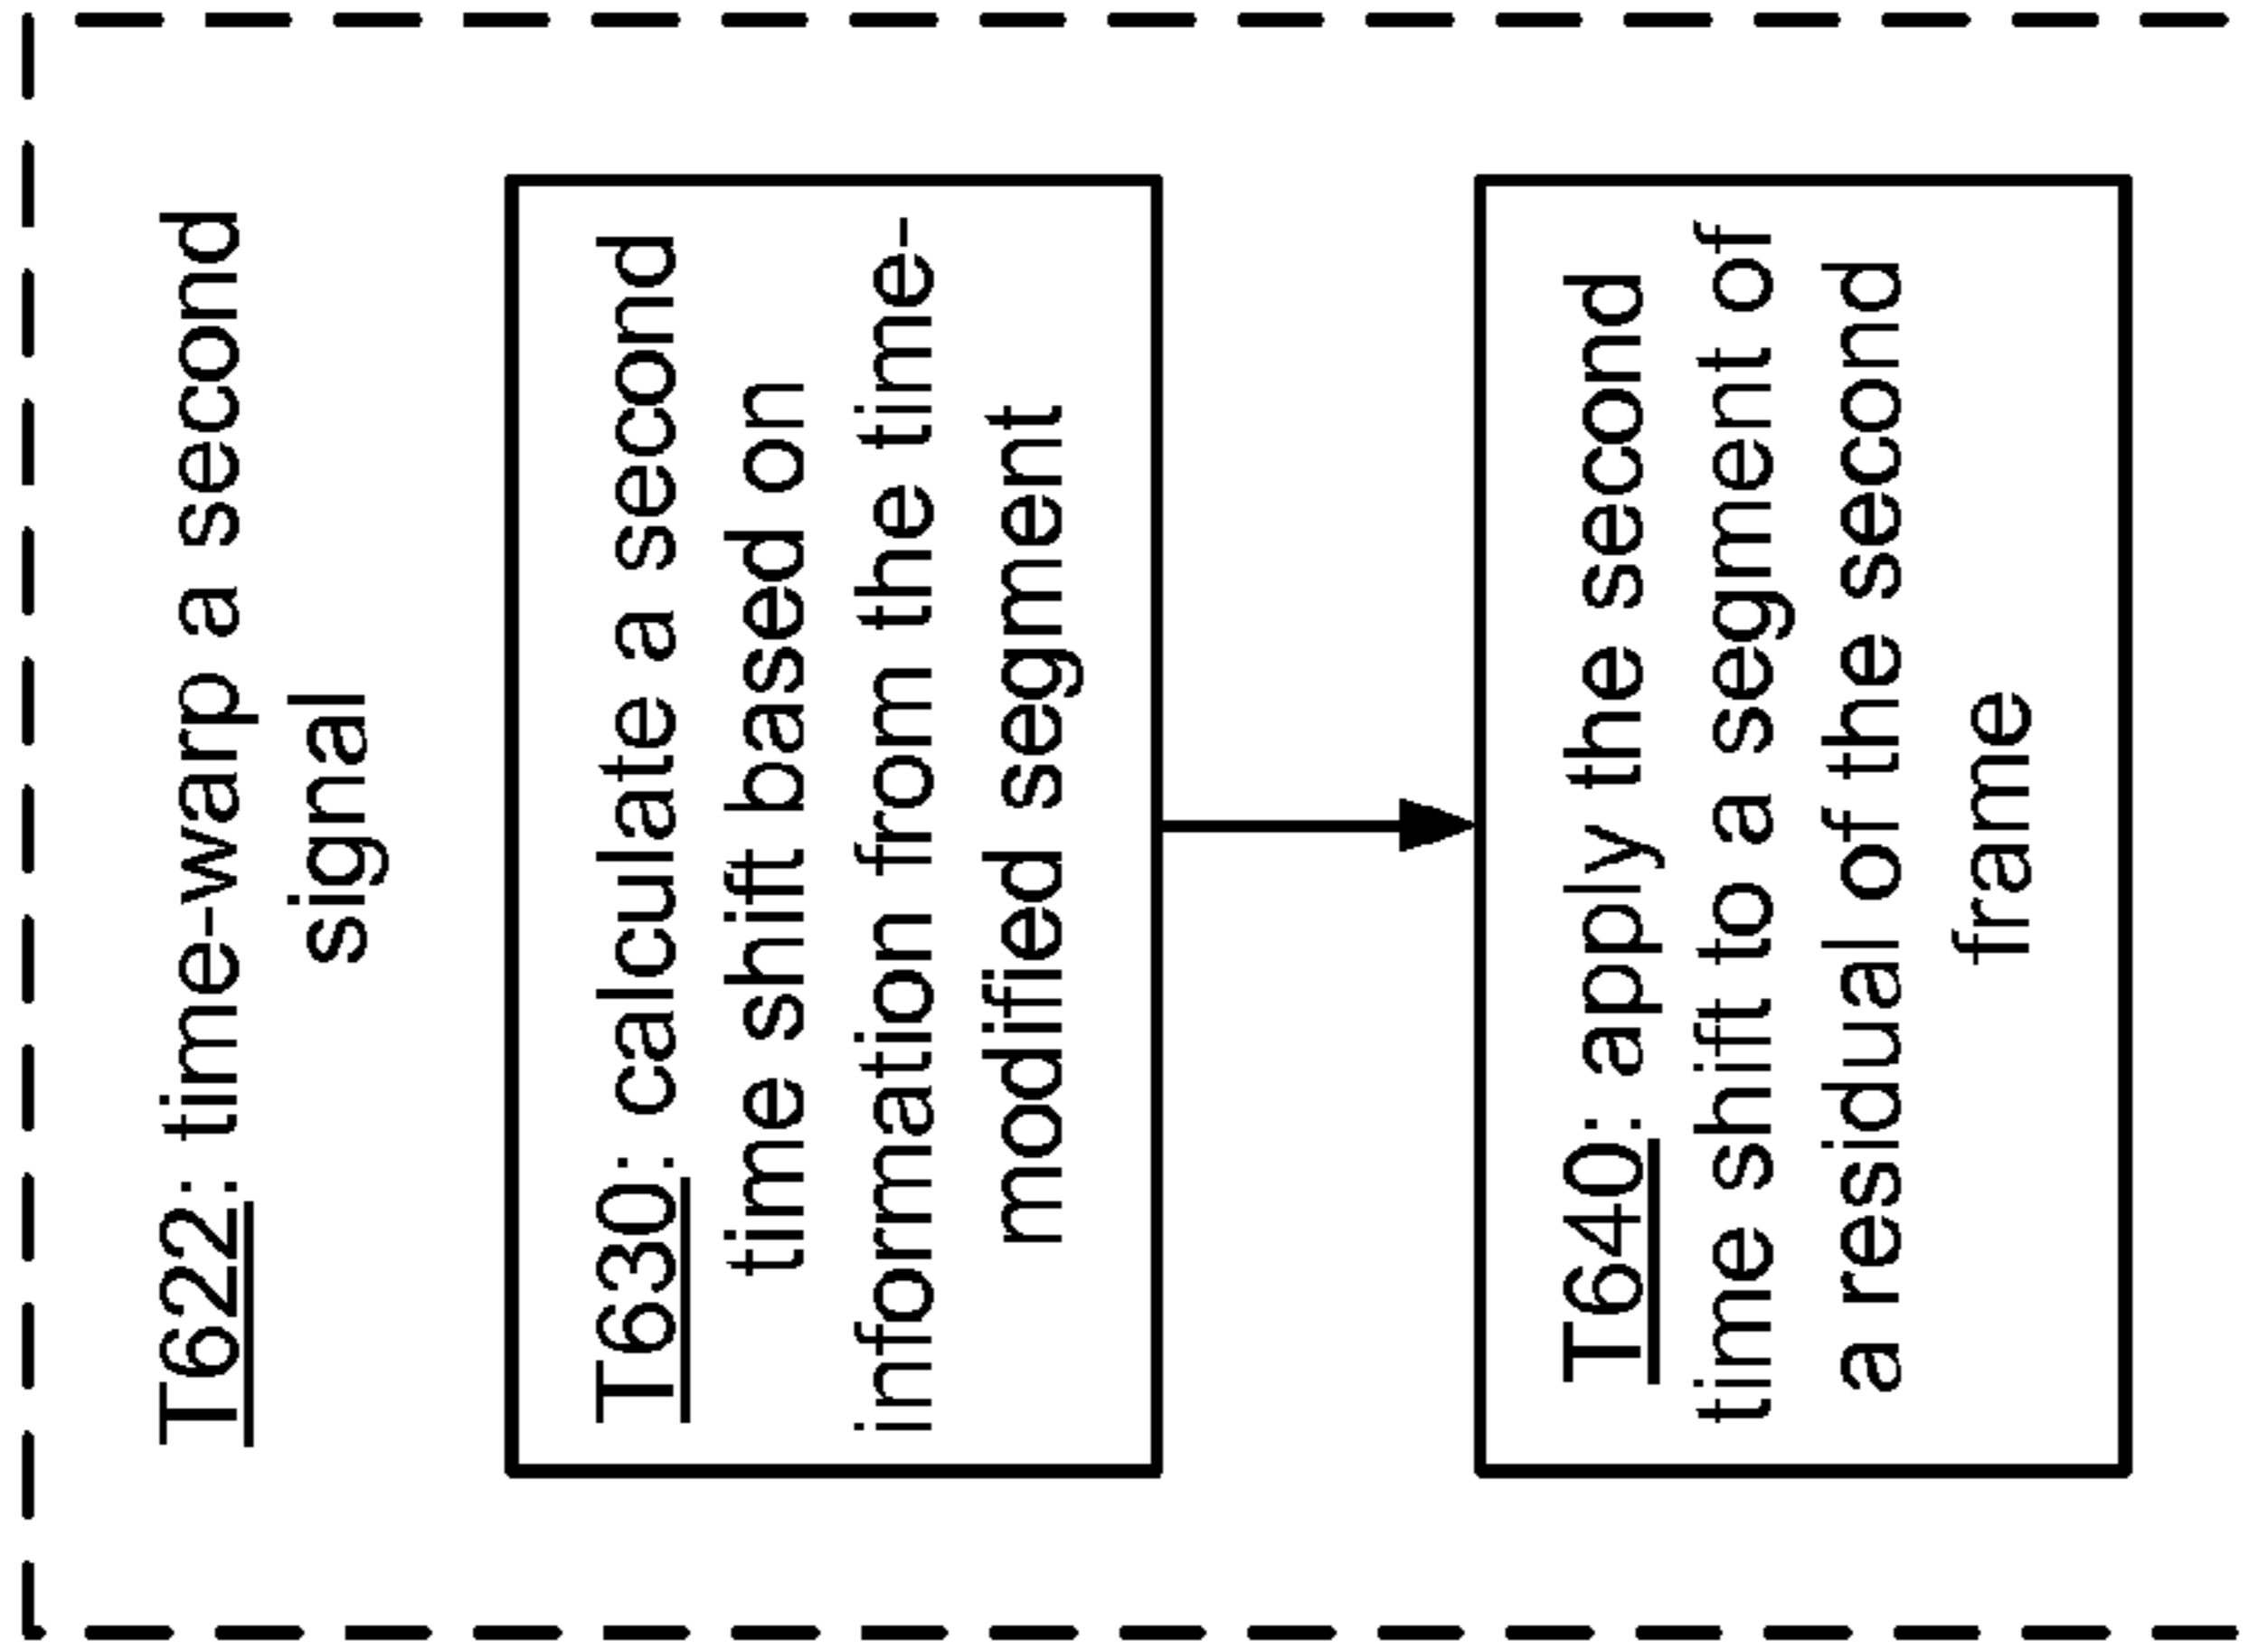 T622: time-warp a second
signal
T630: calculate a second
time shift based on
information from the time-
modified segment
T640: apply the second
time shift to a segment of
a residual of the second
frame